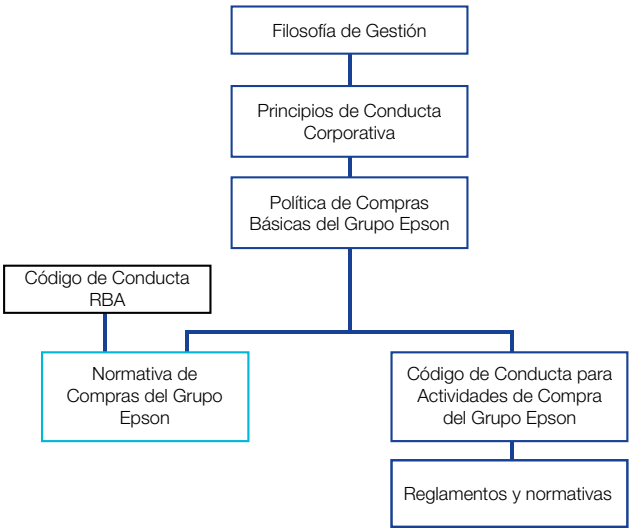 Filosofía de Gestión
Principios de Conducta
Corporativa
Política de Compras
Básicas del Grupo Epson
Código de Conducta
RBA
Normativa de
Compras del Grupo
Epson
Código de Conducta para
Actividades de Compra
del Grupo Epson
Reglamentos y normativas